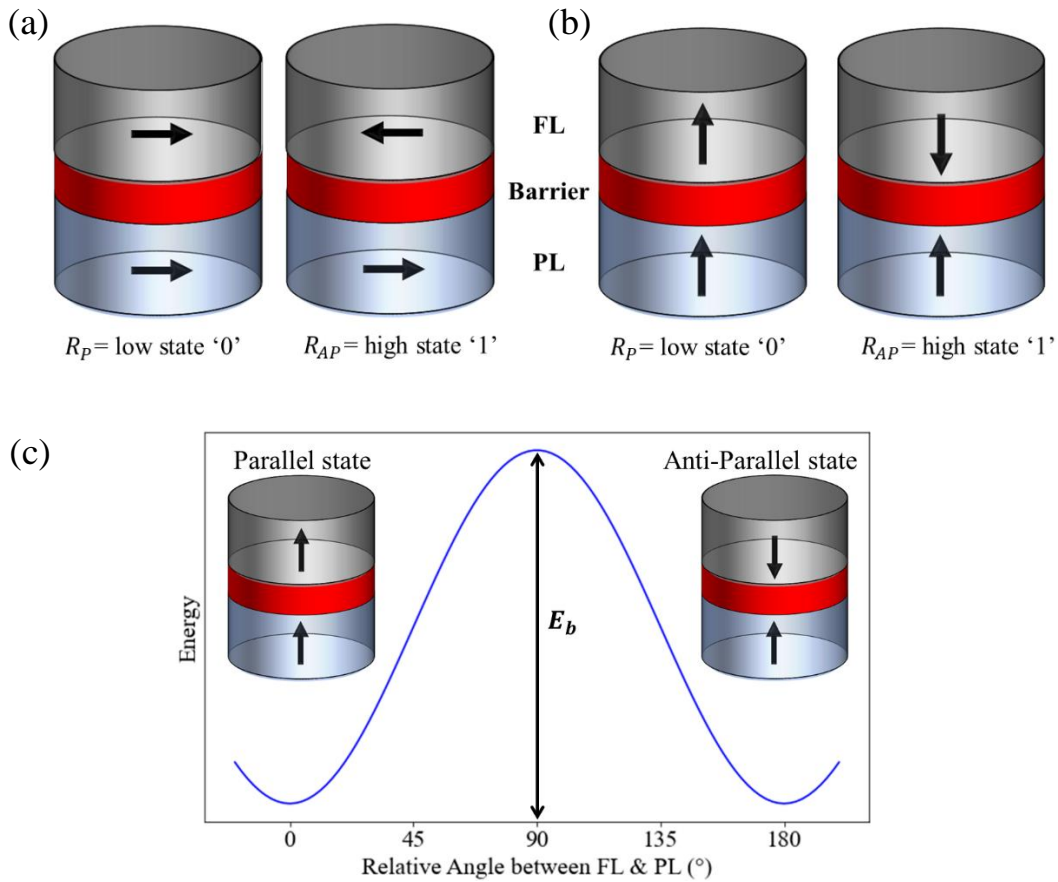 (a)
(b)
FL
Barrier
PL
R_P = low state ‘0’
R_AP = high state ‘1’
R_P = low state ‘0’
R_AP = high state ‘1’
(c)
Parallel state
Anti-Parallel state
E_b
Energy
0 45 90 135 180
Relative Angle between FL & PL (°)